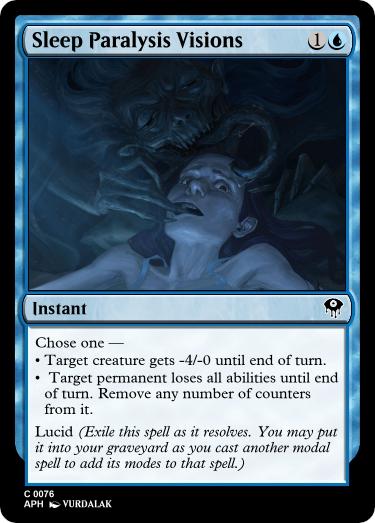 Sleep Paralysis Visions 1
Instant
Chose one —
• Target creature gets -4/-0 until end of turn.
• Target permanent loses all abilities until end
of turn. Remove any number of counters
from it.
Lucid (Exile this spell as it resolves. You may put
it into your graveyard as you cast another modal
spell to add its modes to that spell.)
C 0076
APH VURDALAK